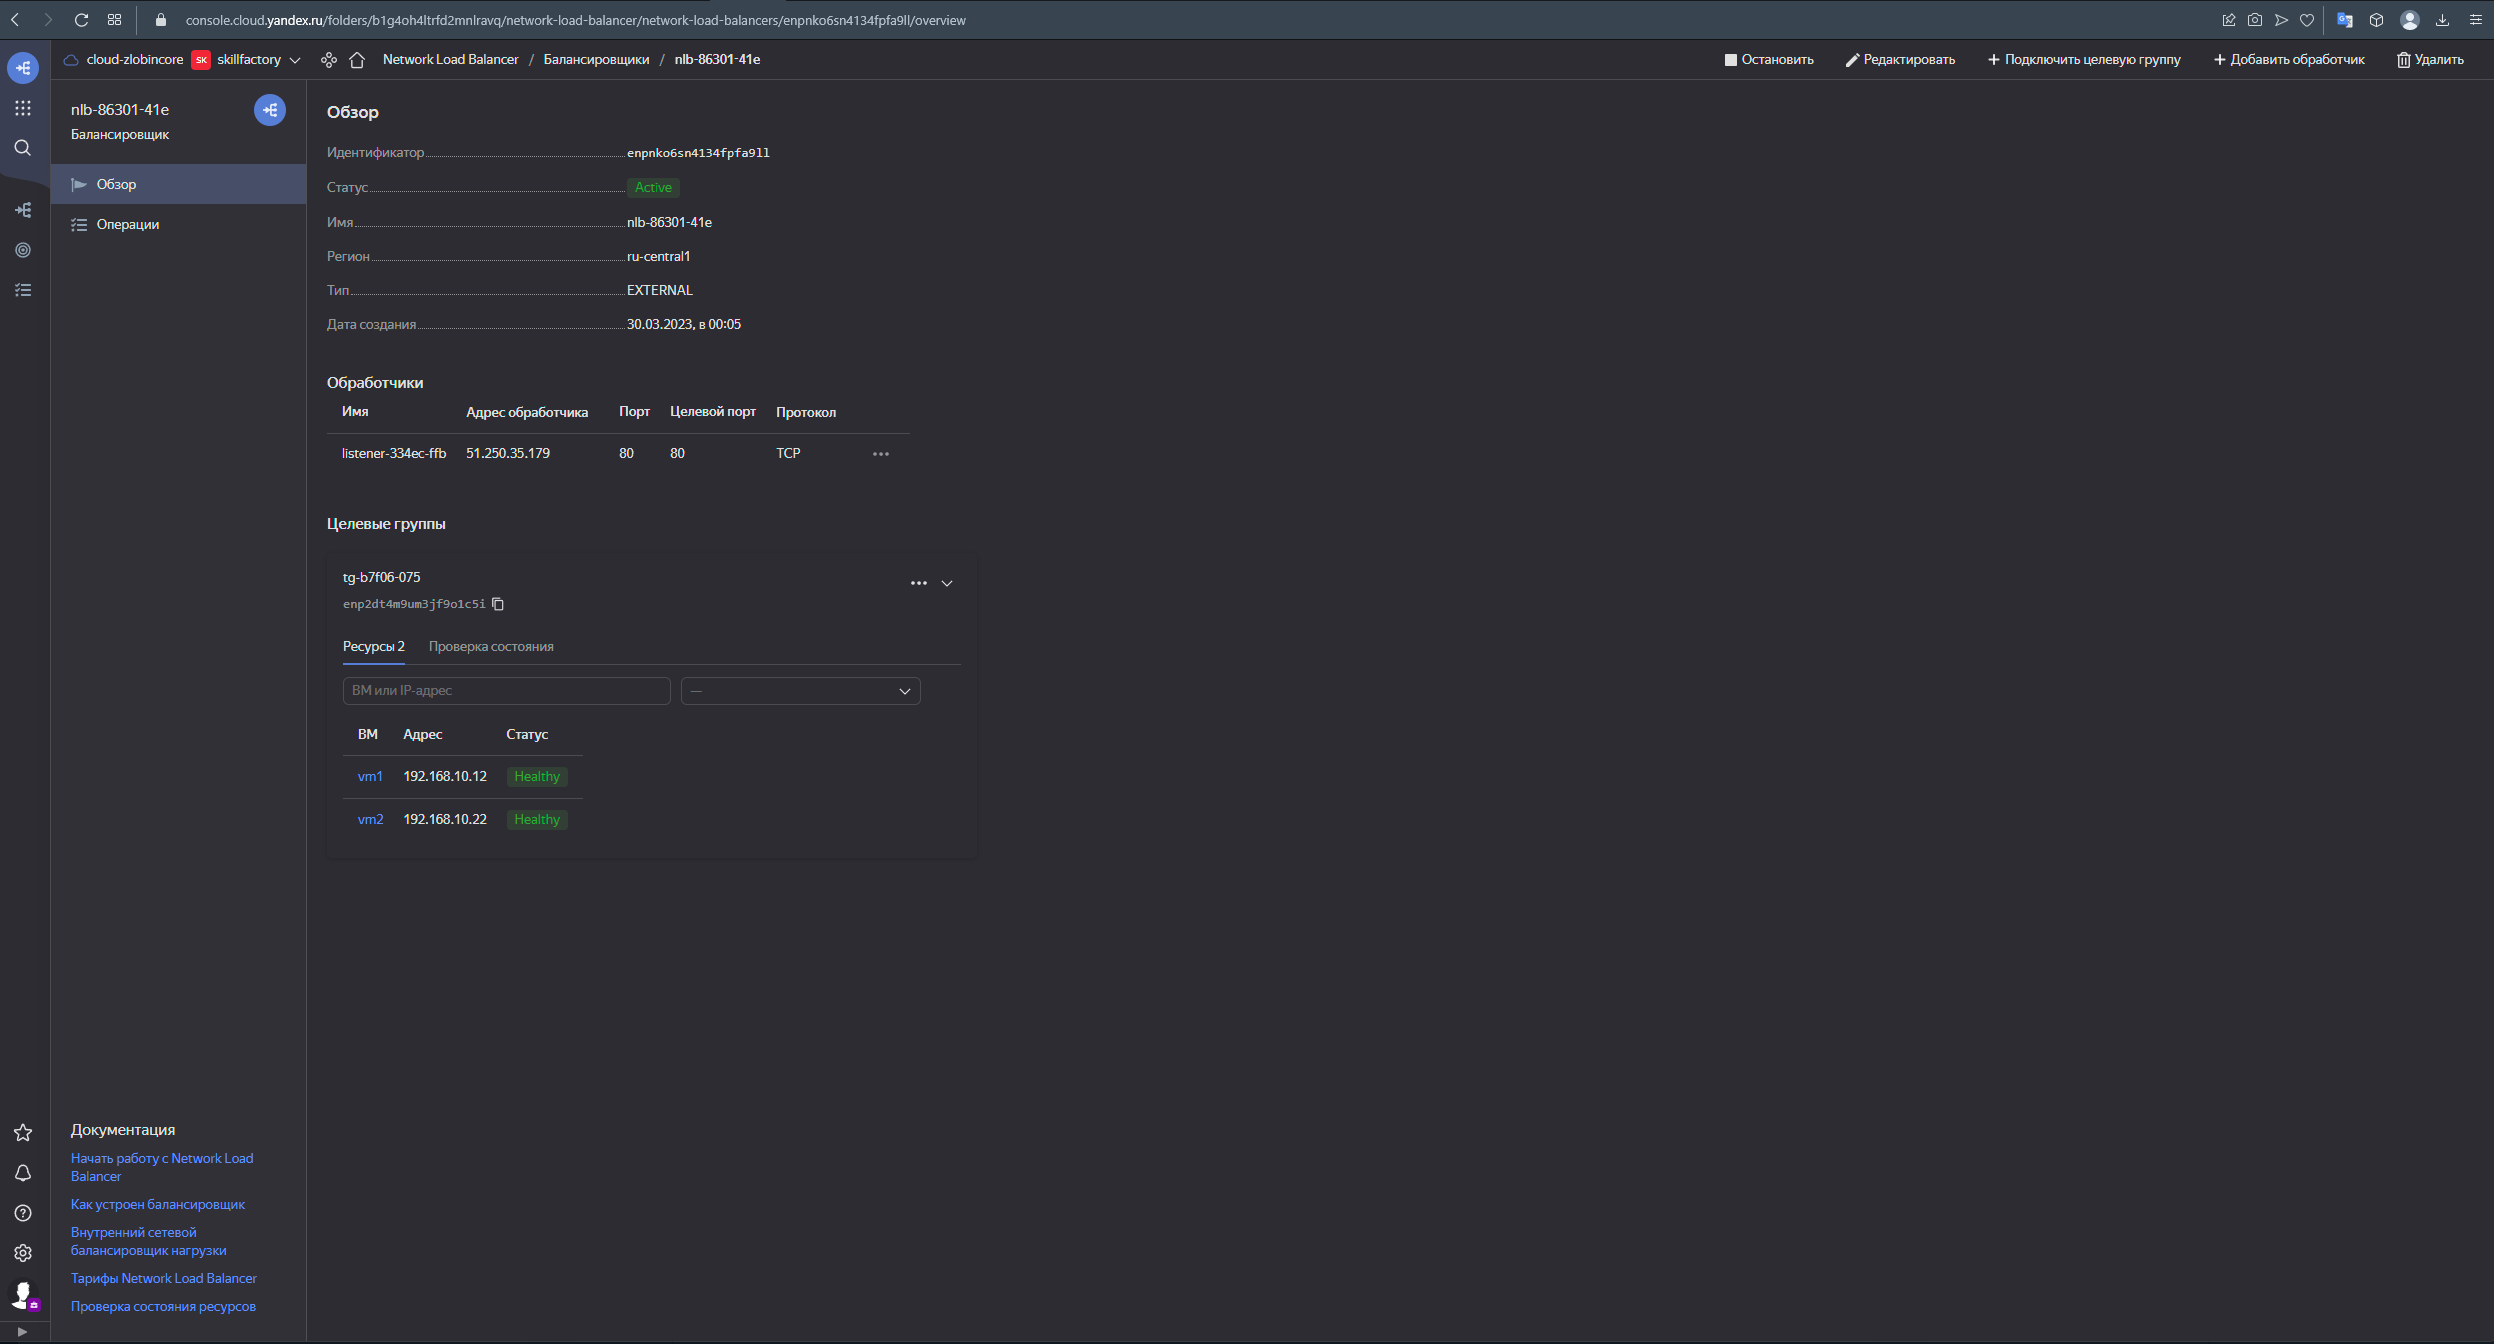 console.cloud.yandex.ru/folders/b1g4oh4ltrfd2mnlravq/network-load-balancer/network-load-balancers/enpnko6sn4134fpfa9ll/overview
cloud-zlobincore SK skillfactory Network Load Balancer / Балансировщики / nlb-86301-41e Остановить Редактировать + Подключить целевую группу + Добавить обработчик Удалить
nlb-86301-41e
Балансировщик
Обзор
Операции
Обзор
Идентификатор enpnko6sn4134fpfa9ll
Статус Active
Имя nlb-86301-41e
Регион ru-central1
Тип EXTERNAL
Дата создания 30.03.2023, в 00:05
Обработчики
Имя Адрес обработчика Порт Целевой порт Протокол
listener-334ec-ffb 51.250.35.179 80 80 TCP
Целевые группы
tg-b7f06-075
enp2dt4m9um3jf9o1c5i
Ресурсы 2 Проверка состояния
ВМ или IP-адрес —
ВМ Адрес Статус
vm1 192.168.10.12 Healthy
vm2 192.168.10.22 Healthy
Документация
Начать работу с Network Load
Balancer
Как устроен балансировщик
Внутренний сетевой
балансировщик нагрузки
Тарифы Network Load Balancer
Проверка состояния ресурсов